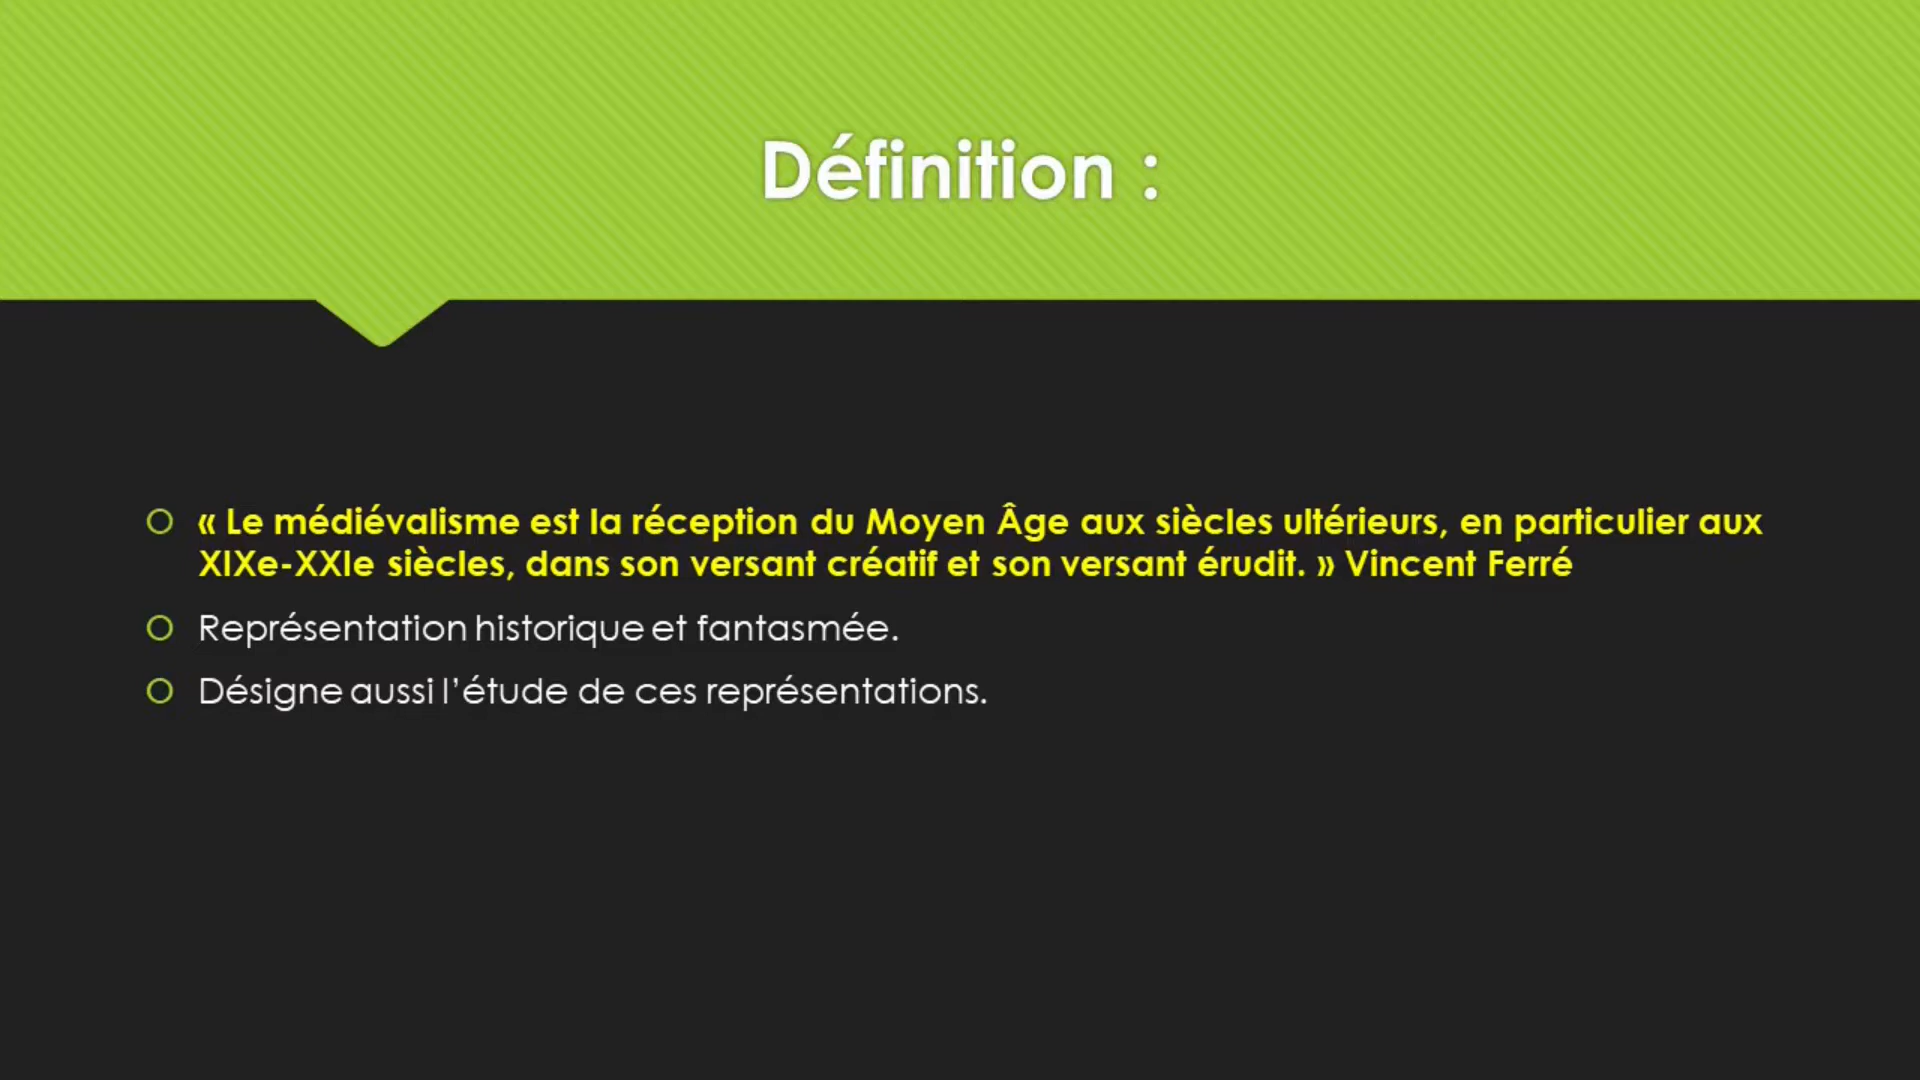 Définition :
« Le médiévalisme est la réception du Moyen Âge aux siècles ultérieurs, en particulier aux
XIXe-XXIe siècles, dans son versant créatif et son versant érudit. » Vincent Ferré
Représentation historique et fantasmée.
Désigne aussi l’étude de ces représentations.